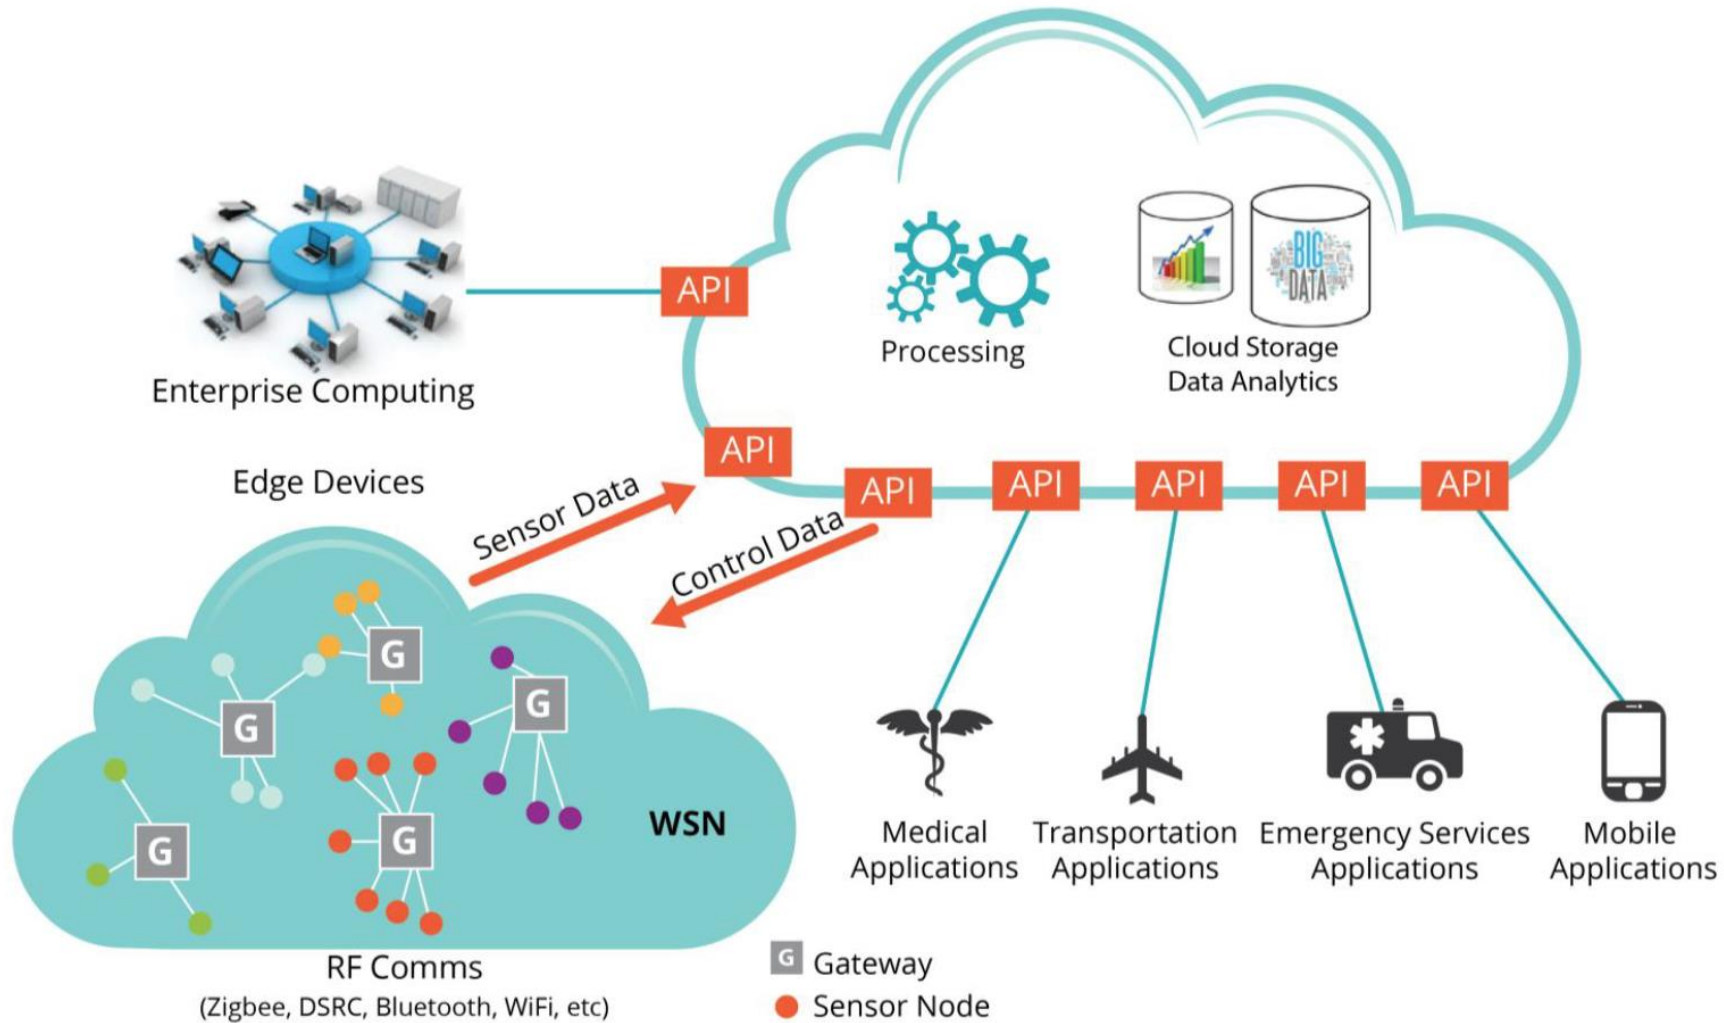 BIG
DATA
API
Processing
Cloud Storage
Data Analytics
Enterprise Computing
API
API
API
API
API
API
Edge Devices
Sensor Data
Control Data
G
G
G
G
G
WSN
Medical
Applications
Transportation
Applications
Emergency Services
Applications
Mobile
Applications
RF Comms
(Zigbee, DSRC, Bluetooth, WiFi, etc)
G Gateway
Sensor Node